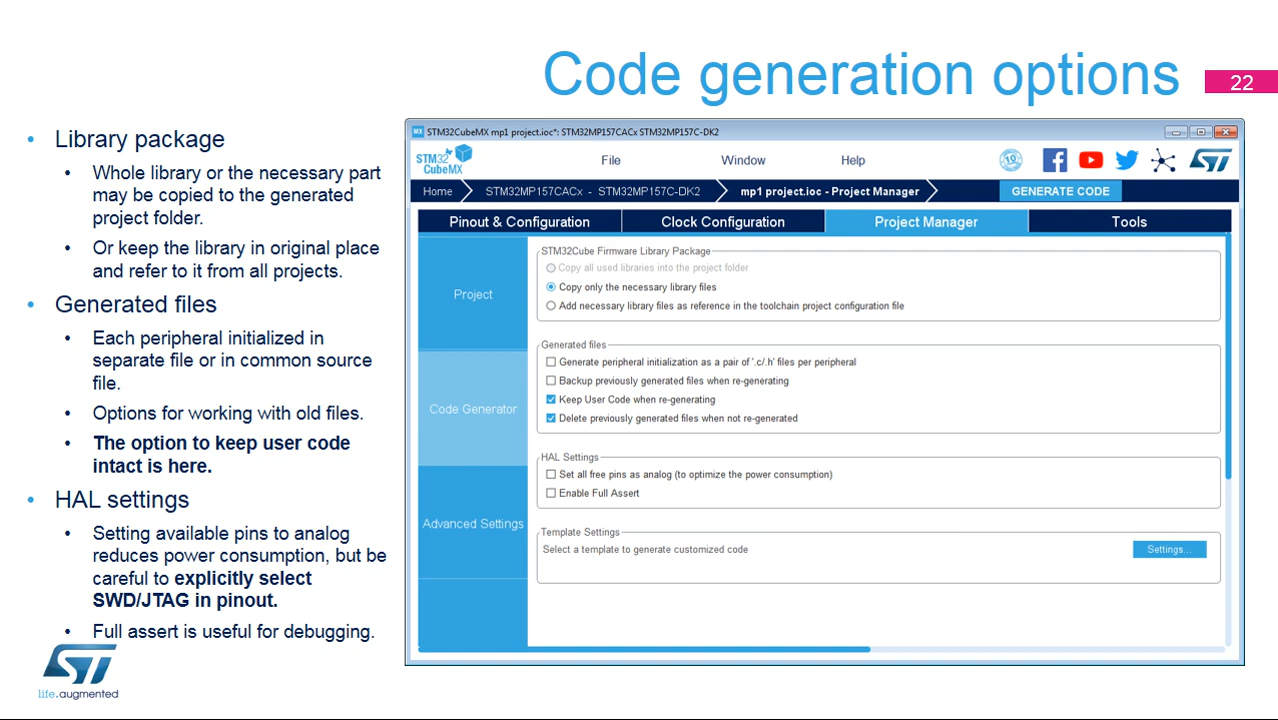 Code generation options
22
• Library package
• Whole library or the necessary part
may be copied to the generated
project folder.
• Or keep the library in original place
and refer to it from all projects.
• Generated files
• Each peripheral initialized in
separate file or in common source
file.
• Options for working with old files.
• The option to keep user code
intact is here.
• HAL settings
• Setting available pins to analog
reduces power consumption, but be
careful to explicitly select
SWD/JTAG in pinout.
• Full assert is useful for debugging.
ST
life.augmented
MX STM32CubeMX mp1 project.ioc*: STM32MP157CACx STM32MP157C-DK2
STM32
CubeMX
File Window Help
10
ST
Home STM32MP157CACx - STM32MP157C-DK2 mp1 project.ioc - Project Manager GENERATE CODE
Pinout & Configuration Clock Configuration Project Manager Tools
Project
Code Generator
Advanced Settings
STM32Cube Firmware Library Package
Copy all used libraries into the project folder
Copy only the necessary library files
Add necessary library files as reference in the toolchain project configuration file
Generated files
Generate peripheral initialization as a pair of '.c/.h' files per peripheral
Backup previously generated files when re-generating
Keep User Code when re-generating
Delete previously generated files when not re-generated
HAL Settings
Set all free pins as analog (to optimize the power consumption)
Enable Full Assert
Template Settings
Select a template to generate customized code
Settings...